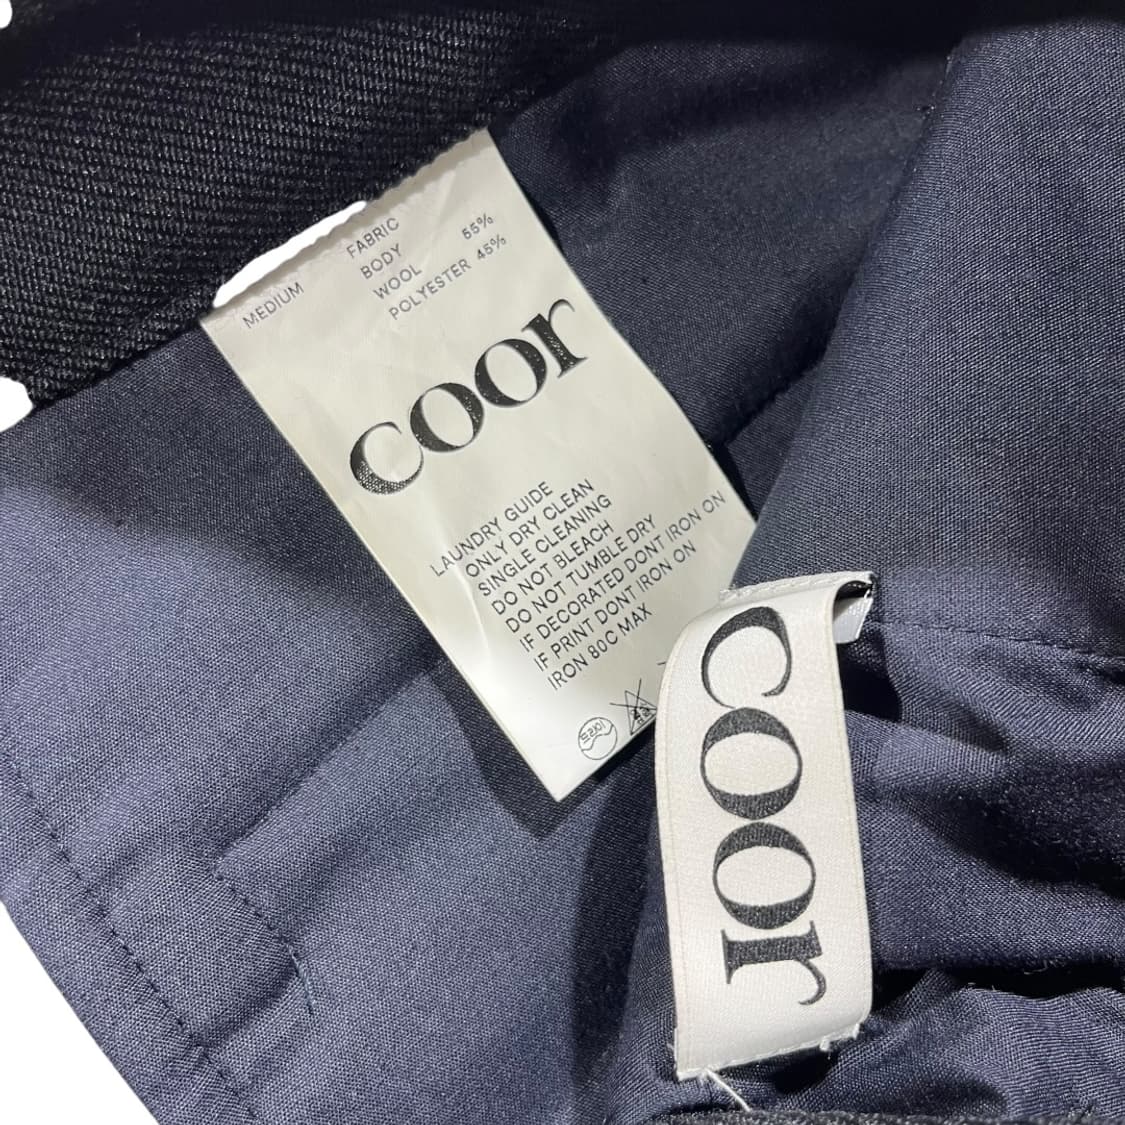 MEDIUM
FABRIC
BODY
WOOL 55%
POLYESTER 45%
coor
LAUNDRY GUIDE
ONLY DRY CLEAN
SINGLE CLEANING
DO NOT BLEACH
DO NOT TUMBLE DRY
IF DECORATED DONT IRON ON
IF PRINT DONT IRON ON
IRON 80C MAX
coor